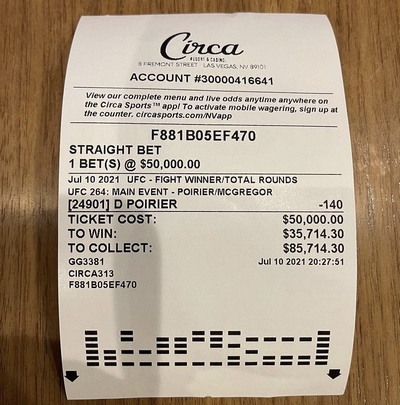 Circa
RESORT & CASINO
8 FREMONT STREET LAS VEGAS, NV 89101
ACCOUNT #30000416641
View our complete menu and live odds anytime anywhere on
the Circa Sports™ app! To activate mobile wagering, sign up at
the counter. circasports.com/NVapp
F881B05EF470
STRAIGHT BET
1 BET(S) @ $50,000.00
Jul 10 2021 UFC - FIGHT WINNER/TOTAL ROUNDS
UFC 264: MAIN EVENT - POIRIER/MCGREGOR
[24901] D POIRIER -140
TICKET COST: $50,000.00
TO WIN: $35,714.30
TO COLLECT: $85,714.30
GG3381 Jul 10 2021 20:27:51
CIRCA313
F881B05EF470